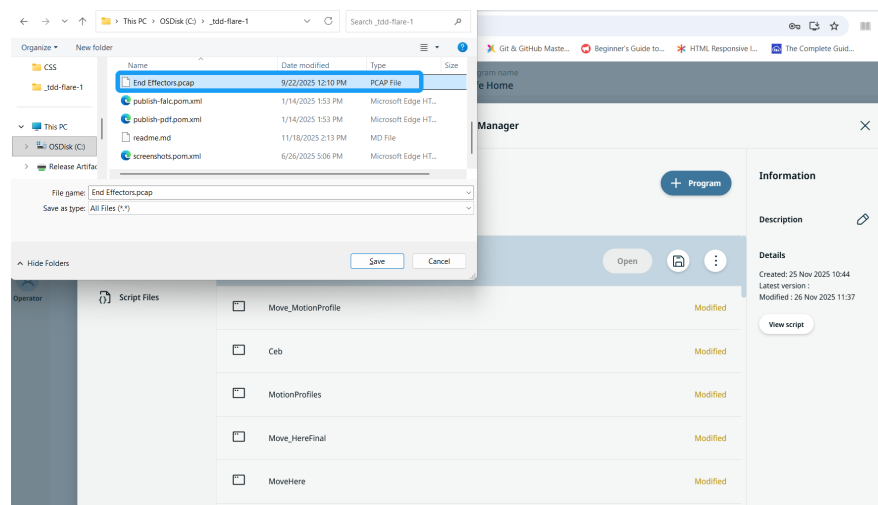 This PC > OSDisk (C:) > _tdd-flare-1
Search _tdd-flare-1
Organize
New folder
CSS
_tdd-flare-1
This PC
OSDisk (C:)
Release Artifac
Name
Date modified
Type
Size
End Effectors.pcap
9/22/2025 12:10 PM
PCAP File
publish-falc.pom.xml
1/14/2025 1:53 PM
Microsoft Edge HT...
publish-pdf.pom.xml
1/14/2025 1:53 PM
Microsoft Edge HT...
readme.md
11/18/2025 2:13 PM
MD File
screenshots.pom.xml
6/26/2025 5:06 PM
Microsoft Edge HT...
File name: End Effectors.pcap
Save as type: All Files (*.*)
Hide Folders
Save
Cancel
Git & GitHub Maste...
Beginner's Guide to...
HTML Responsive l...
The Complete Guid...
gram name
e Home
Manager
+ Program
Open
Information
Description
Details
Created: 25 Nov 2025 10:44
Latest version :
Modified : 26 Nov 2025 11:37
View script
Operator
Script Files
Move_MotionProfile
Modified
Ceb
Modified
MotionProfiles
Modified
Move_HereFinal
Modified
MoveHere
Modified